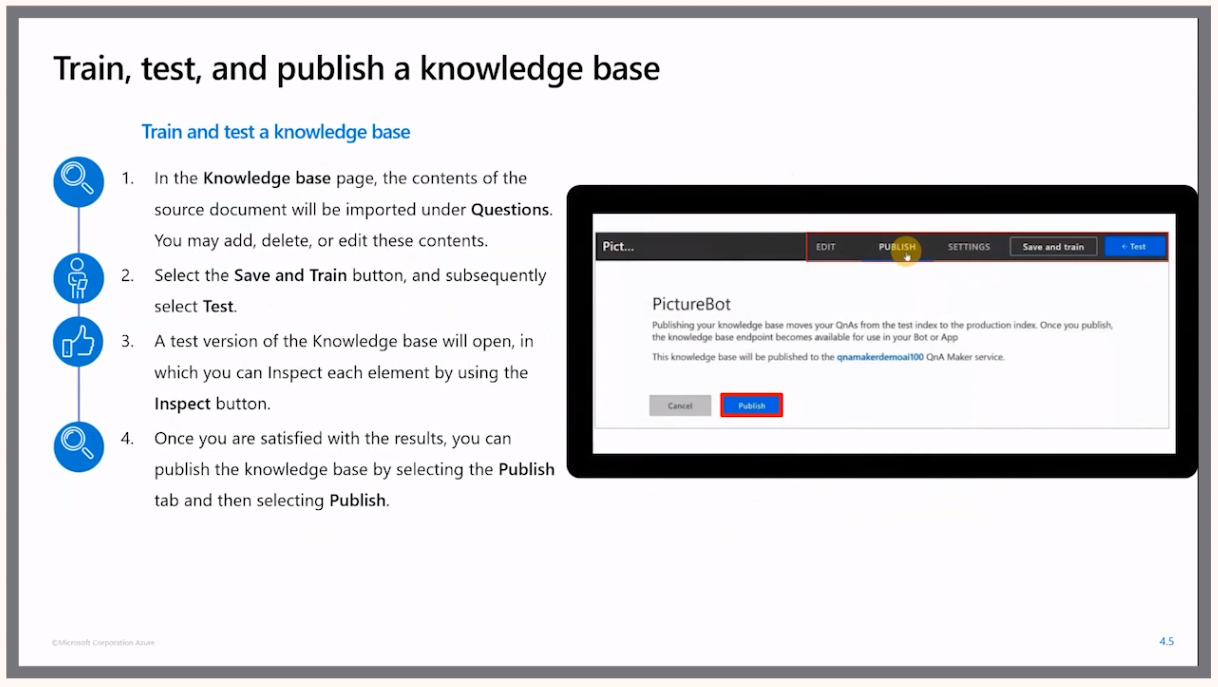 Train, test, and publish a knowledge base
Train and test a knowledge base
1. In the Knowledge base page, the contents of the
source document will be imported under Questions.
You may add, delete, or edit these contents.
2. Select the Save and Train button, and subsequently
select Test.
3. A test version of the Knowledge base will open, in
which you can Inspect each element by using the
Inspect button.
4. Once you are satisfied with the results, you can
publish the knowledge base by selecting the Publish
tab and then selecting Publish.
Pict... EDIT PUBLISH SETTINGS Save and train ← Test
PictureBot
Publishing your knowledge base moves your QnAs from the test index to the production index. Once you publish,
the knowledge base endpoint becomes available for use in your Bot or App
This knowledge base will be published to the qnamakerdemoai100 QnA Maker service.
Cancel Publish
©Microsoft Corporation Azure
4.5